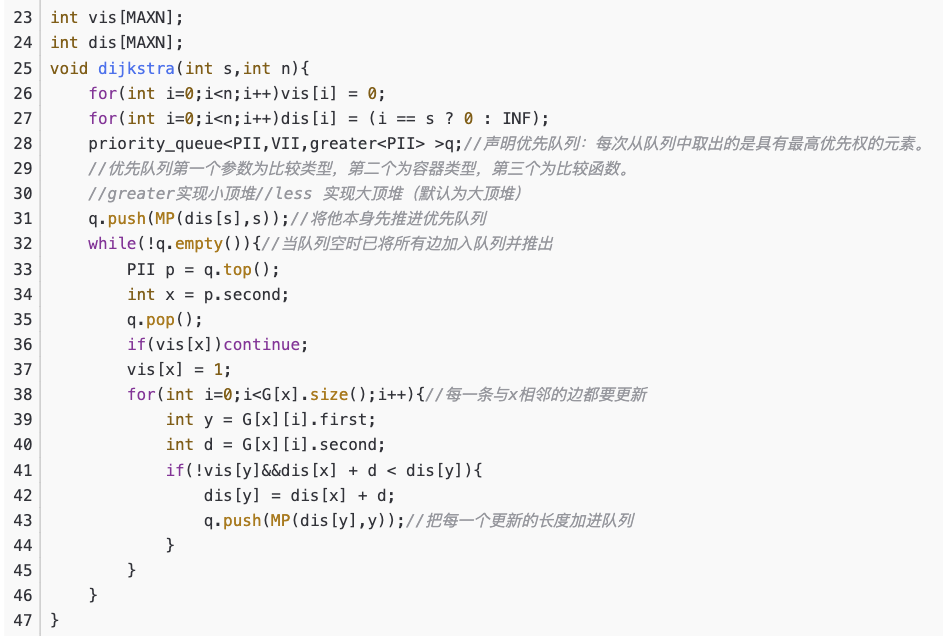 23 int vis[MAXN];
24 int dis[MAXN];
25 void dijkstra(int s,int n){
26     for(int i=0;i<n;i++)vis[i] = 0;
27     for(int i=0;i<n;i++)dis[i] = (i == s ? 0 : INF);
28     priority_queue<PII,VII,greater<PII> >q;//声明优先队列：每次从队列中取出的是具有最高优先权的元素。
29     //优先队列第一个参数为比较类型，第二个为容器类型，第三个为比较函数。
30     //greater实现小顶堆//less 实现大顶堆（默认为大顶堆）
31     q.push(MP(dis[s],s));//将他本身先推进优先队列
32     while(!q.empty()){//当队列空时已将所有边加入队列并推出
33         PII p = q.top();
34         int x = p.second;
35         q.pop();
36         if(vis[x])continue;
37         vis[x] = 1;
38         for(int i=0;i<G[x].size();i++){//每一条与x相邻的边都要更新
39             int y = G[x][i].first;
40             int d = G[x][i].second;
41             if(!vis[y]&&dis[x] + d < dis[y]){
42                 dis[y] = dis[x] + d;
43                 q.push(MP(dis[y],y));//把每一个更新的长度加进队列
44             }
45         }
46     }
47 }